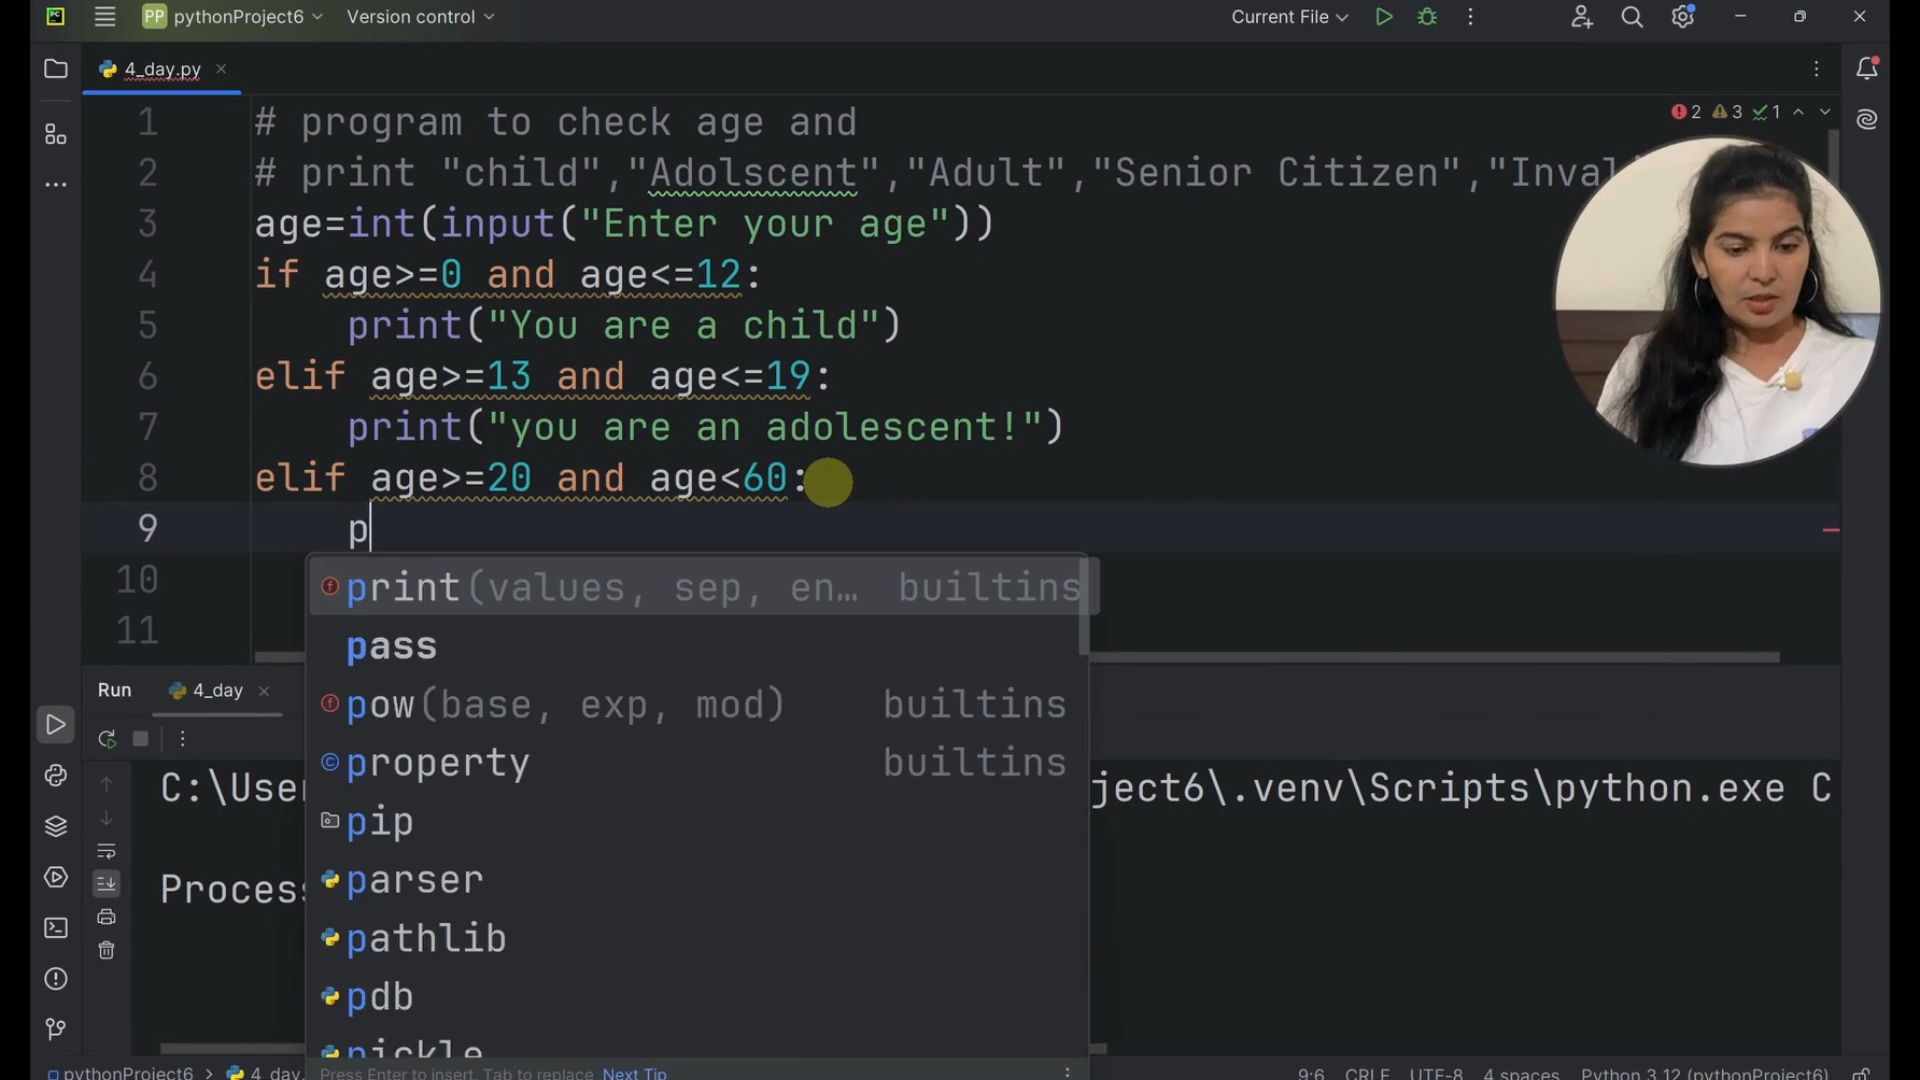 PP pythonProject6 Version control Current File
4_day.py
2 3 1
1 # program to check age and
2 # print "child","Adolscent","Adult","Senior Citizen","Inval
3 age=int(input("Enter your age"))
4 if age>=0 and age<=12:
5 print("You are a child")
6 elif age>=13 and age<=19:
7 print("you are an adolescent!")
8 elif age>=20 and age<60:
9 p
10
11
print(values, sep, en… builtins
pass
pow(base, exp, mod) builtins
property builtins
pip
parser
pathlib
pdb
pickle
Press Enter to insert, Tab to replace Next Tip
Run 4_day
C:\User ject6\.venv\Scripts\python.exe C
Process
pythonProject6 > 4_day. 9:6 CRLF UTF-8 4 spaces Python 3.12 (pythonProject6)